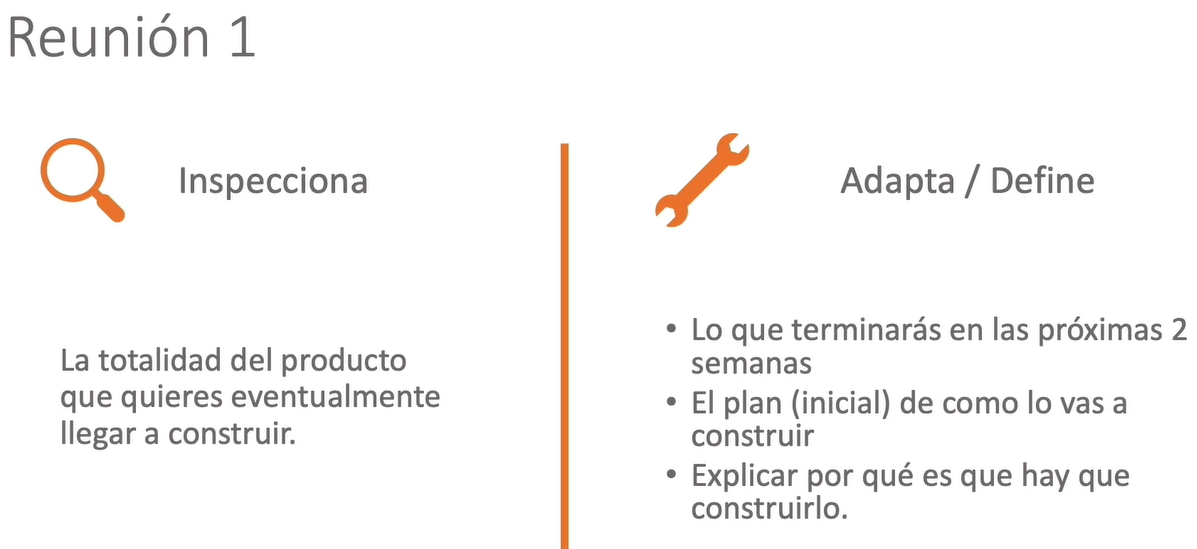 Reunión 1
Inspecciona
La totalidad del producto
que quieres eventualmente
llegar a construir.
Adapta / Define
• Lo que terminarás en las próximas 2
semanas
• El plan (inicial) de como lo vas a
construir
• Explicar por qué es que hay que
construirlo.